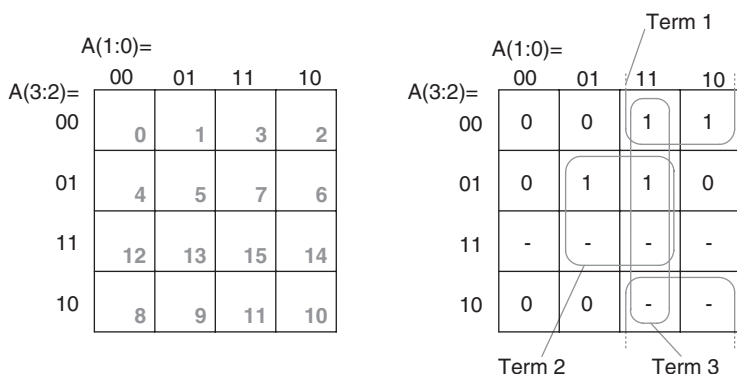 A(1:0)=
00 01 11 10
A(3:2)=
00 0 1 3 2
01 4 5 7 6
11 12 13 15 14
10 8 9 11 10
Term 1
A(1:0)=
00 01 11 10
A(3:2)=
00 0 0 1 1
01 0 1 1 0
11 - - - -
10 0 0 - -
Term 2 Term 3